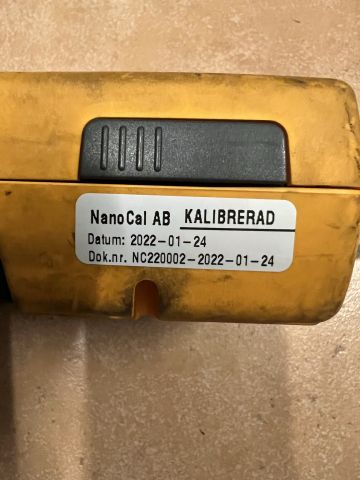 NanoCal AB KALIBRERAD
Datum: 2022-01-24
Dok.nr. NC220002-2022-01-24